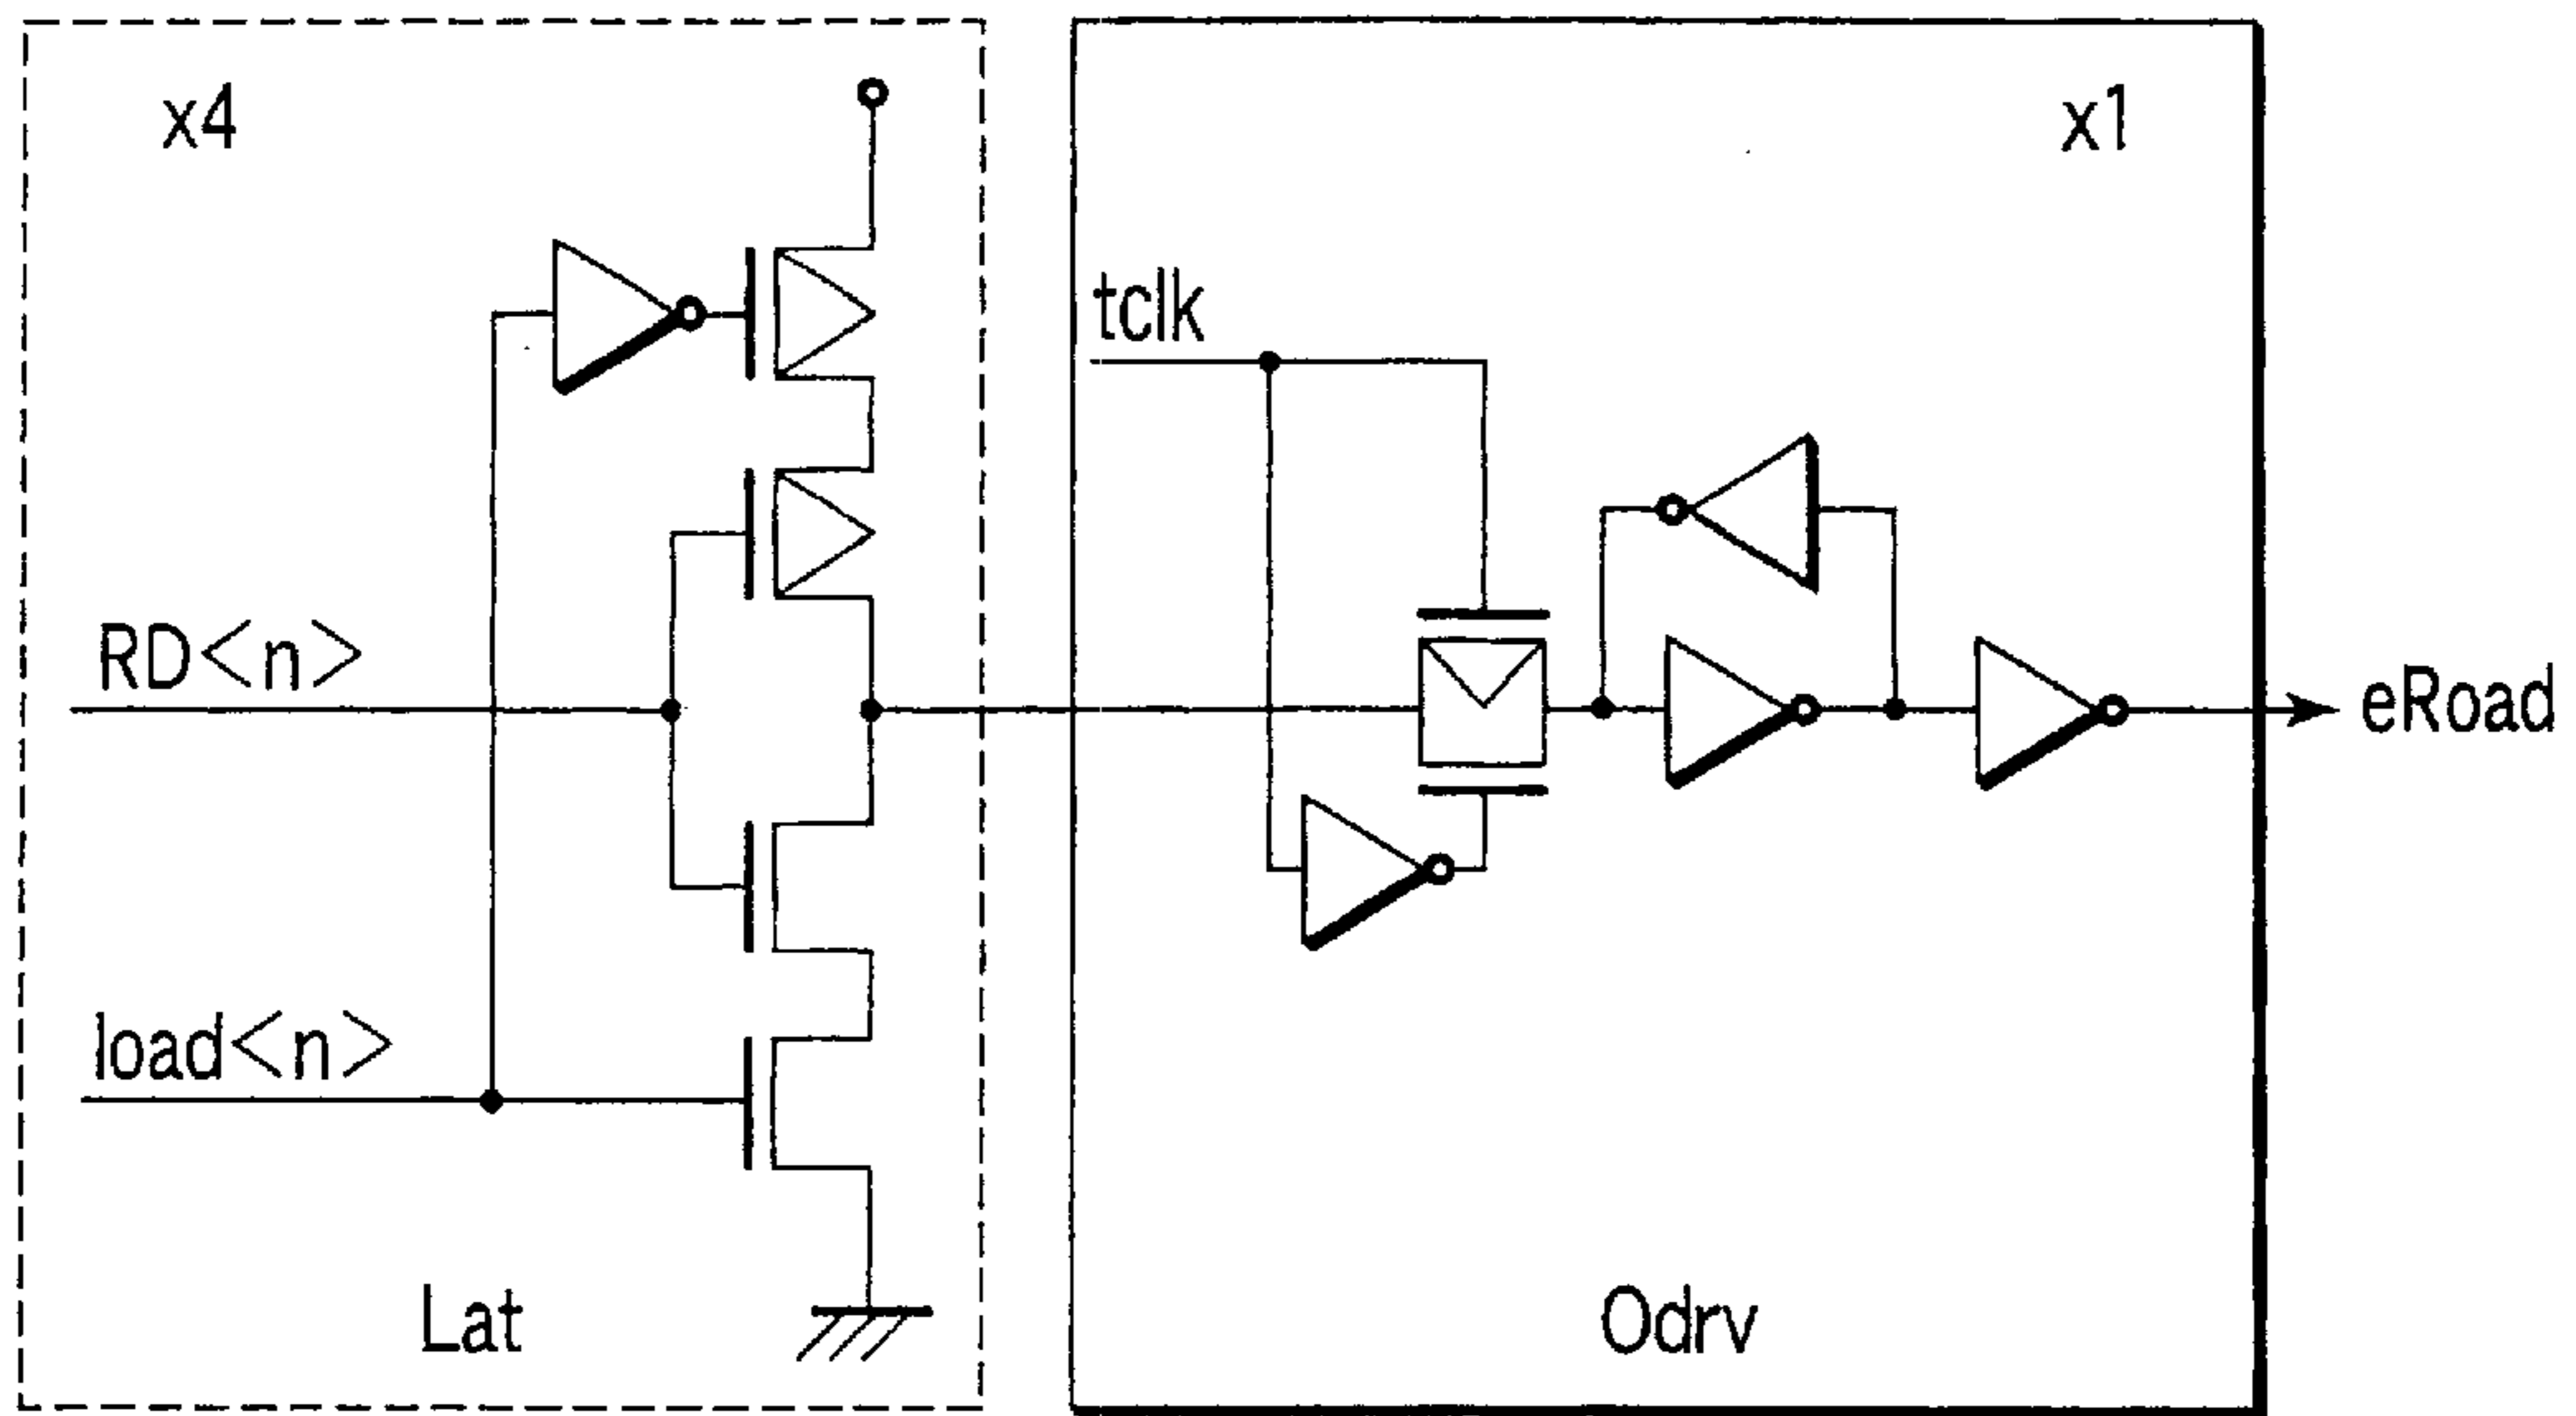 x4
x1
tclk
RD<n>
eRoad
load<n>
Lat
Odrv